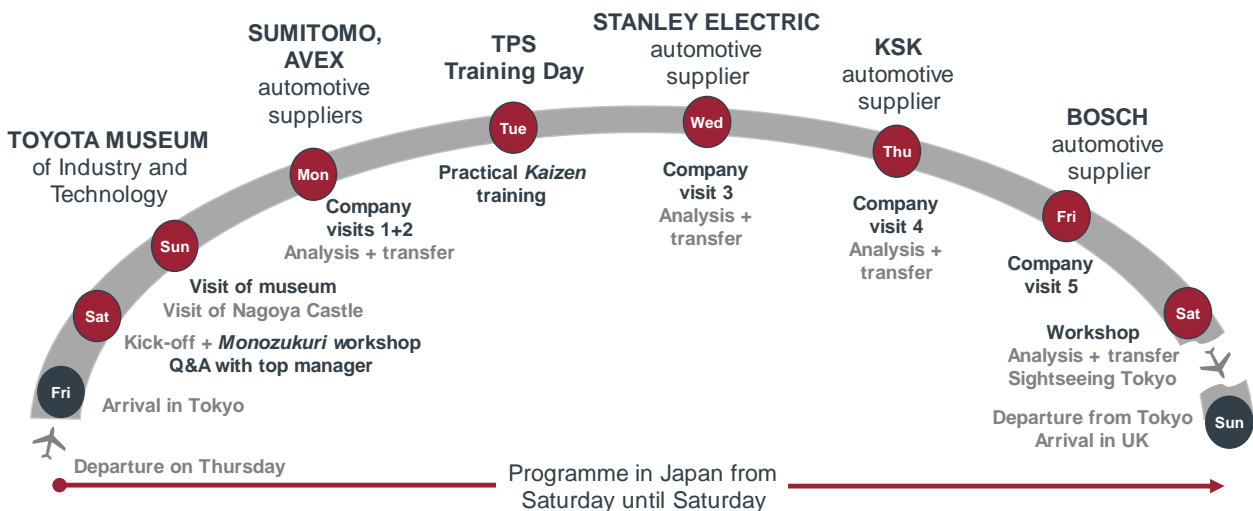 TOYOTA MUSEUM
of Industry and
Technology
SUMITOMO,
AVEX
automotive
suppliers
TPS
Training Day
STANLEY ELECTRIC
automotive
supplier
KSK
automotive
supplier
BOSCH
automotive
supplier
Fri
Sat
Sun
Mon
Tue
Wed
Thu
Fri
Sat
Sun
Arrival in Tokyo
Departure on Thursday
Kick-off + Monozukuri workshop
Q&A with top manager
Visit of museum
Visit of Nagoya Castle
Company
visits 1+2
Analysis + transfer
Practical Kaizen
training
Company
visit 3
Analysis +
transfer
Company
visit 4
Analysis +
transfer
Company
visit 5
Workshop
Analysis + transfer
Sightseeing Tokyo
Departure from Tokyo
Arrival in UK
Programme in Japan from
Saturday until Saturday